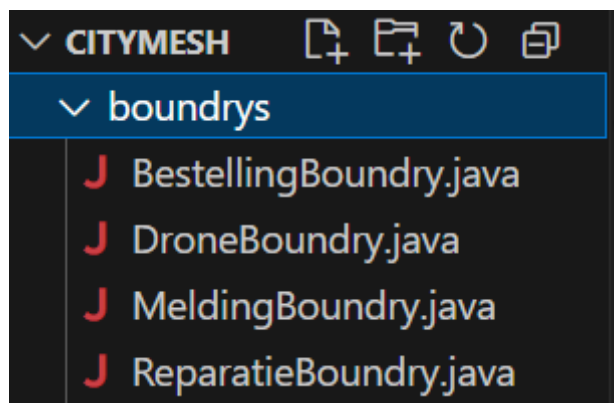 CITYMESH
boundrys
J BestellingBoundry.java
J DroneBoundry.java
J MeldingBoundry.java
J ReparatieBoundry.java